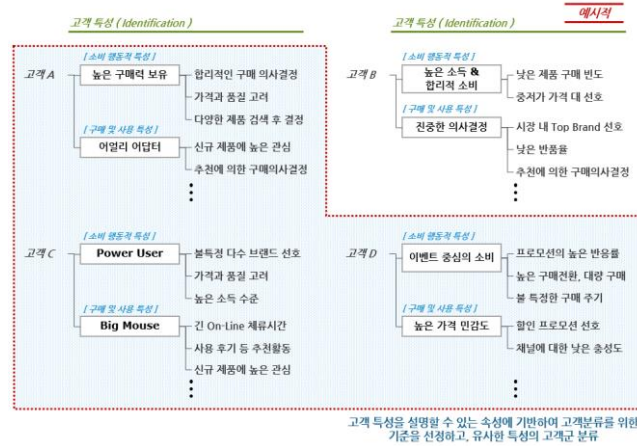 예시적
고객 특성 ( Identification )
고객 특성 ( Identification )
고객 A
[ 소비 행동적 특성 ]
높은 구매력 보유
합리적인 구매 의사결정
가격과 품질 고려
다양한 제품 검색 후 결정
[ 구매 및 사용 특성 ]
어얼리 어답터
신규 제품에 높은 관심
추천에 의한 구매의사결정
고객 B
[ 소비 행동적 특성 ]
높은 소득 &
합리적 소비
낮은 제품 구매 빈도
중저가 가격 대 선호
[ 구매 및 사용 특성 ]
진중한 의사결정
시장 내 Top Brand 선호
낮은 반품율
추천에 의한 구매의사결정
고객 C
[ 소비 행동적 특성 ]
Power User
불특정 다수 브랜드 선호
가격과 품질 고려
높은 소득 수준
[ 구매 및 사용 특성 ]
Big Mouse
긴 On-Line 체류시간
사용 후기 등 추천활동
신규 제품에 높은 관심
고객 D
[ 소비 행동적 특성 ]
이벤트 중심의 소비
프로모션의 높은 반응률
높은 구매전환, 대량 구매
불 특정한 구매 주기
[ 구매 및 사용 특성 ]
높은 가격 민감도
할인 프로모션 선호
채널에 대한 낮은 충성도
고객 특성을 설명할 수 있는 속성에 기반하여 고객분류를 위한
기준을 선정하고, 유사한 특성의 고객군 분류